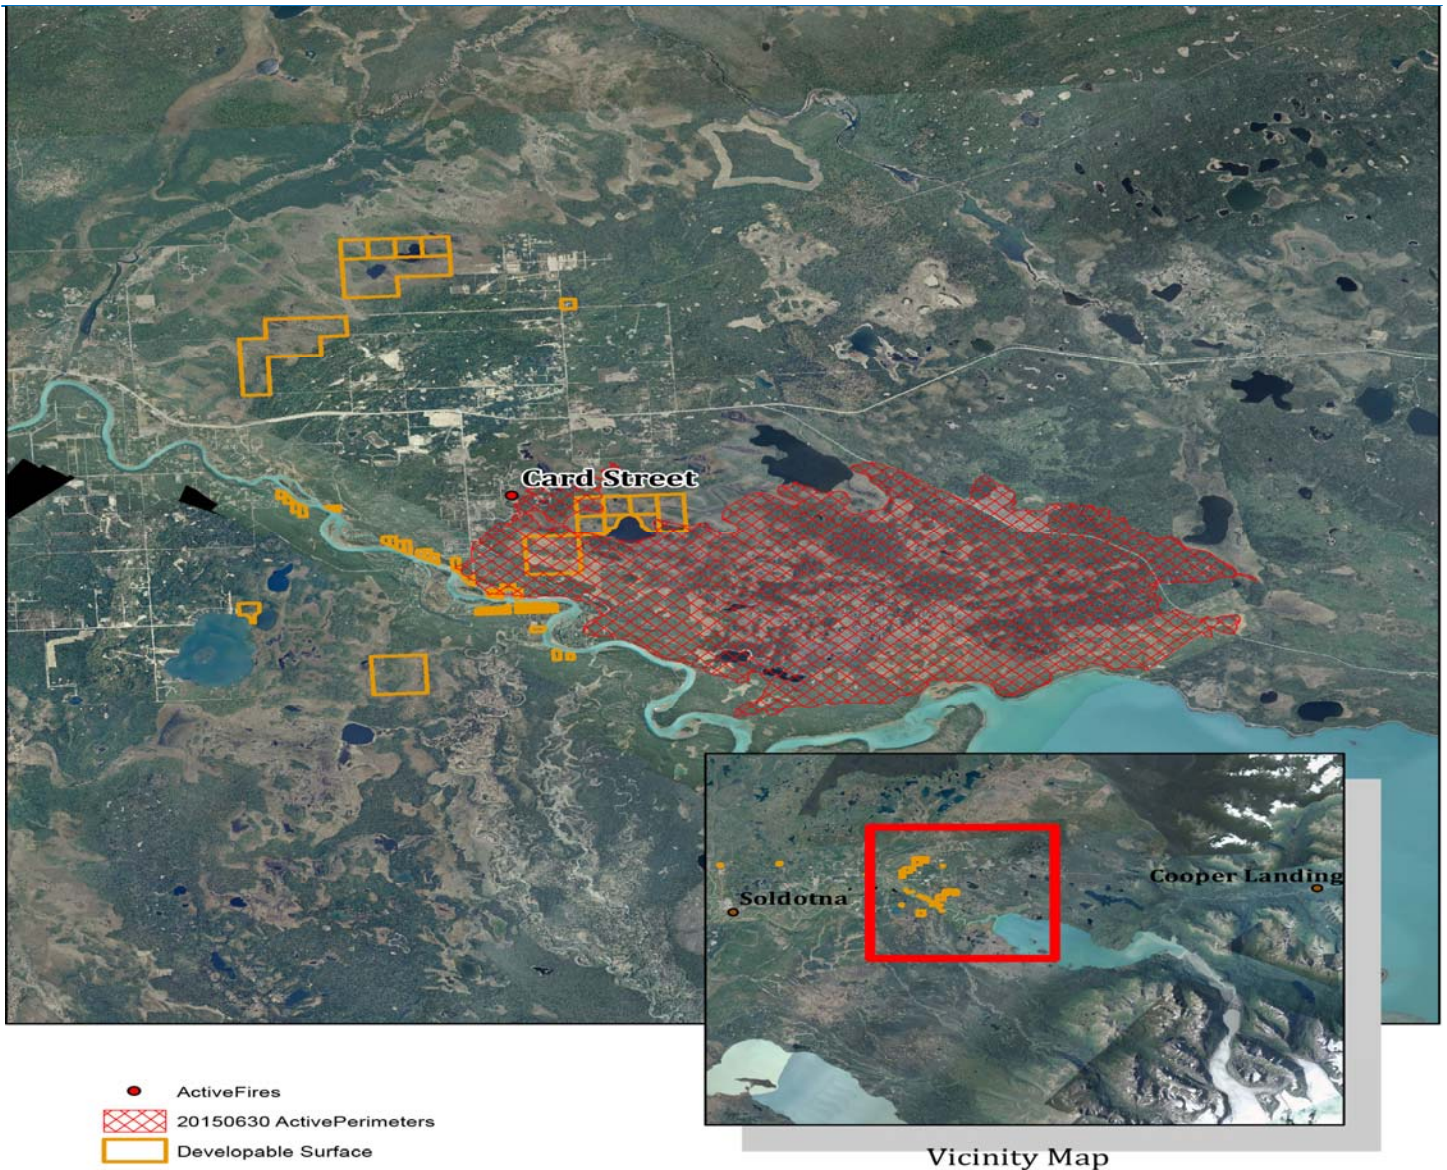 Card Street
Cooper Landing
Soldotna
ActiveFires
20150630 ActivePerimeters
Developable Surface
Vicinity Map